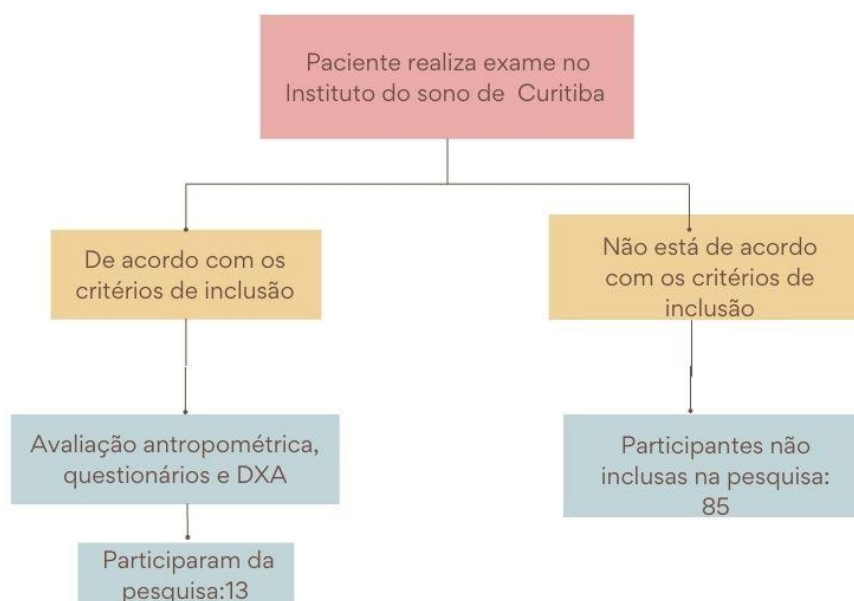 Paciente realiza exame no
Instituto do sono de Curitiba
De acordo com os
critérios de inclusão
Não está de acordo
com os critérios de
inclusão
Avaliação antropométrica,
questionários e DXA
Participantes não
inclusas na pesquisa:
85
Participaram da
pesquisa:13